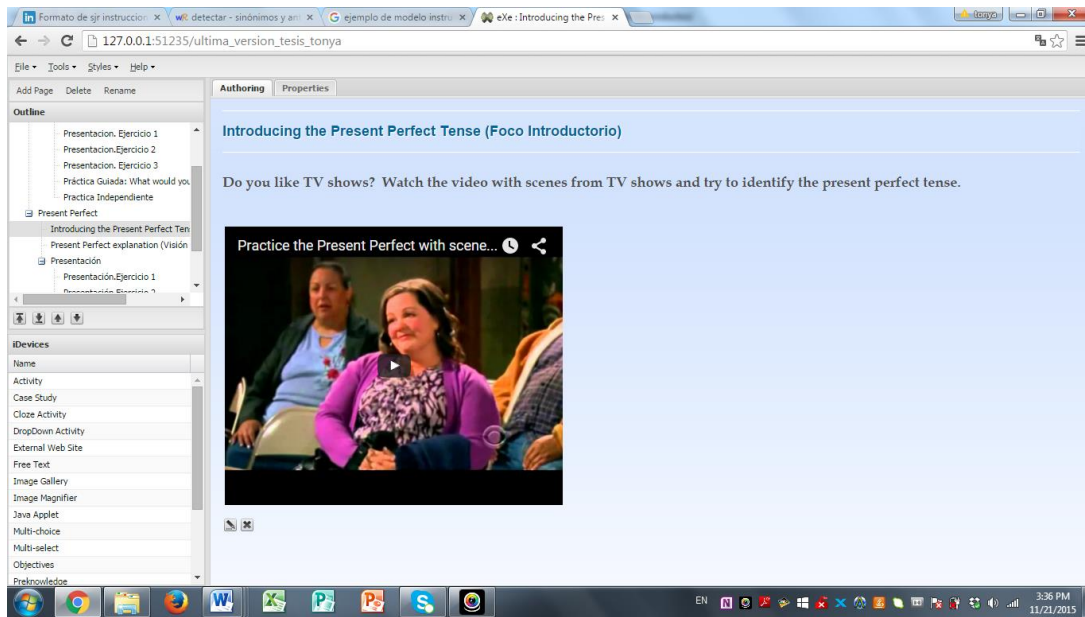 Formato de sjr instruccion
wR detectar - sinónimos y an
G ejemplo de modelo instru
eXe : Introducing the Pres
tonya
127.0.0.1:51235/ultima_version_tesis_tonya
File Tools Styles Help
Add Page Delete Rename
Outline
Presentacion. Ejercicio 1
Presentacion.Ejercicio 2
Presentacion. Ejercicio 3
Práctica Guiada: What would you
Practica Independiente
Present Perfect
Introducing the Present Perfect Ten
Present Perfect explanation (Visión
Presentación
Presentación.Ejercicio 1
Presentación Ejercicio 2
iDevices
Name
Activity
Case Study
Cloze Activity
DropDown Activity
External Web Site
Free Text
Image Gallery
Image Magnifier
Java Applet
Multi-choice
Multi-select
Objectives
Preknowledge
Authoring Properties
Introducing the Present Perfect Tense (Foco Introductorio)
Do you like TV shows? Watch the video with scenes from TV shows and try to identify the present perfect tense.
Practice the Present Perfect with scene...
EN
3:36 PM
11/21/2015